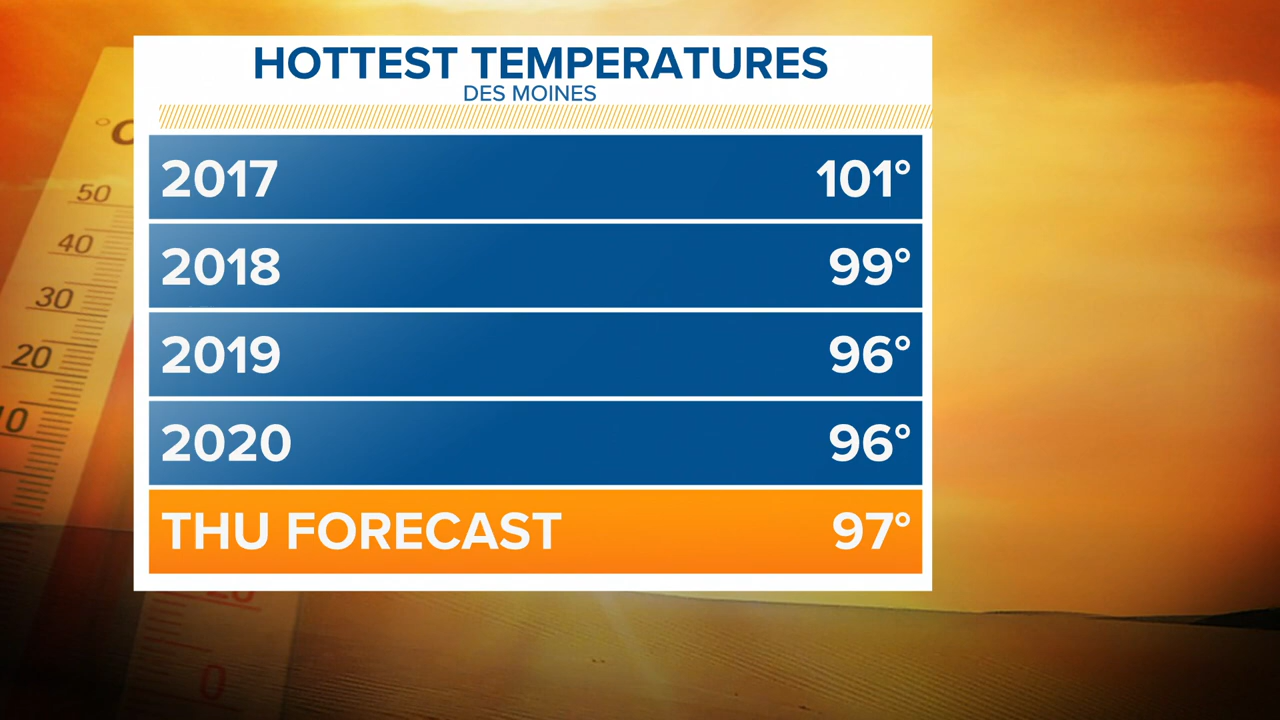 HOTTEST TEMPERATURES
DES MOINES
2017 101°
2018 99°
2019 96°
2020 96°
THU FORECAST 97°
°C
50
40
30
20
10
0